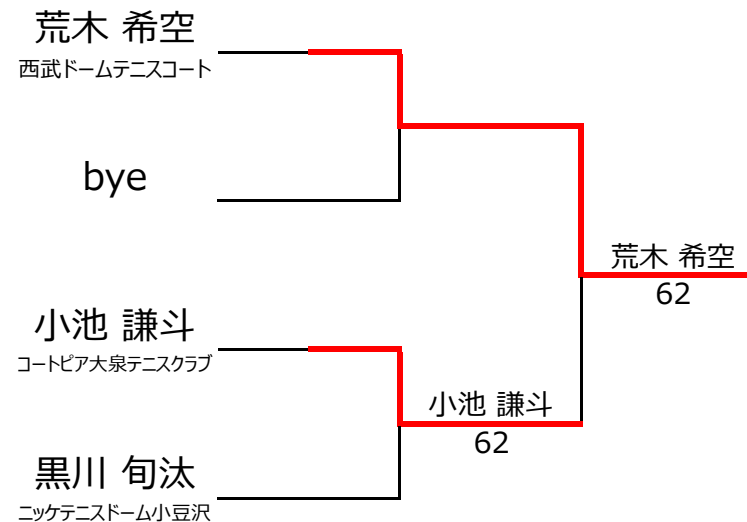 荒木 希空
西武ドームテニスコート
bye
荒木 希空
62
小池 謙斗
コートピア大泉テニスクラブ
小池 謙斗
62
黒川 旬汰
ニッケテニスドーム小豆沢